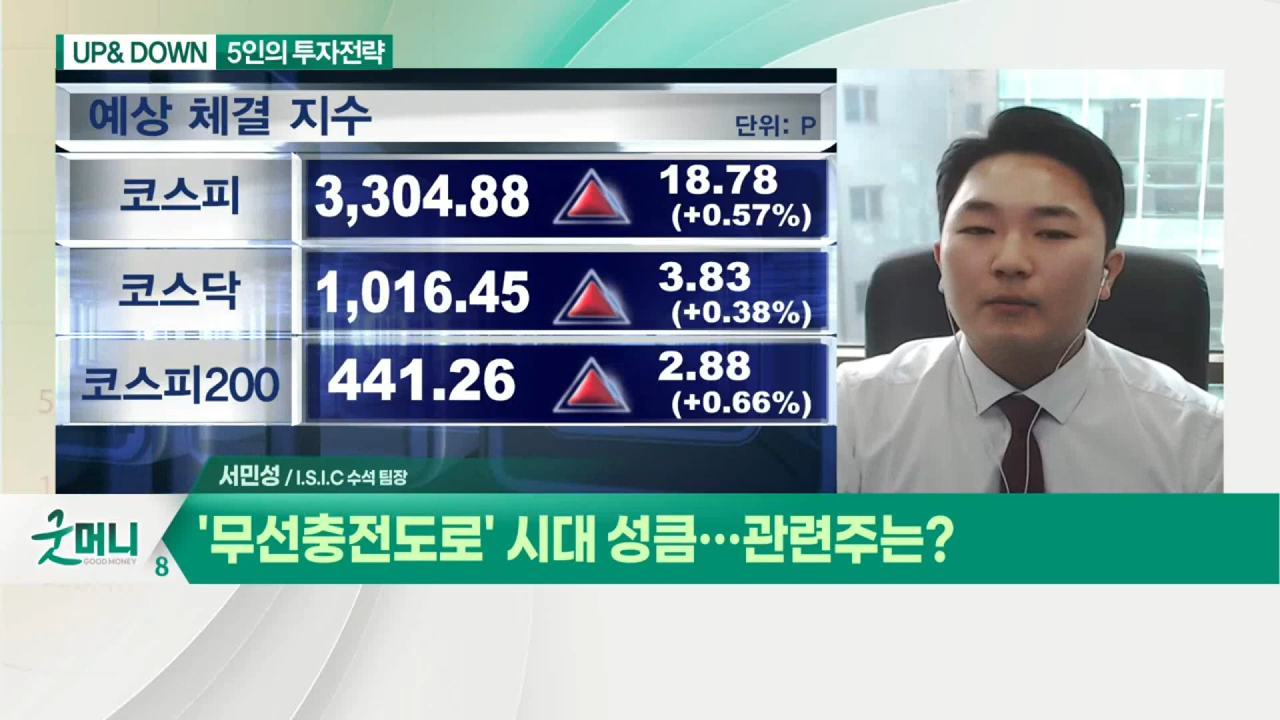 UP& DOWN 5인의 투자전략
예상 체결 지수
단위: P
코스피 3,304.88 18.78 (+0.57%)
코스닥 1,016.45 3.83 (+0.38%)
코스피200 441.26 2.88 (+0.66%)
서민성 / I.S.I.C 수석 팀장
굿머니 GOOD MONEY 8
'무선충전도로' 시대 성큼…관련주는?
5
1